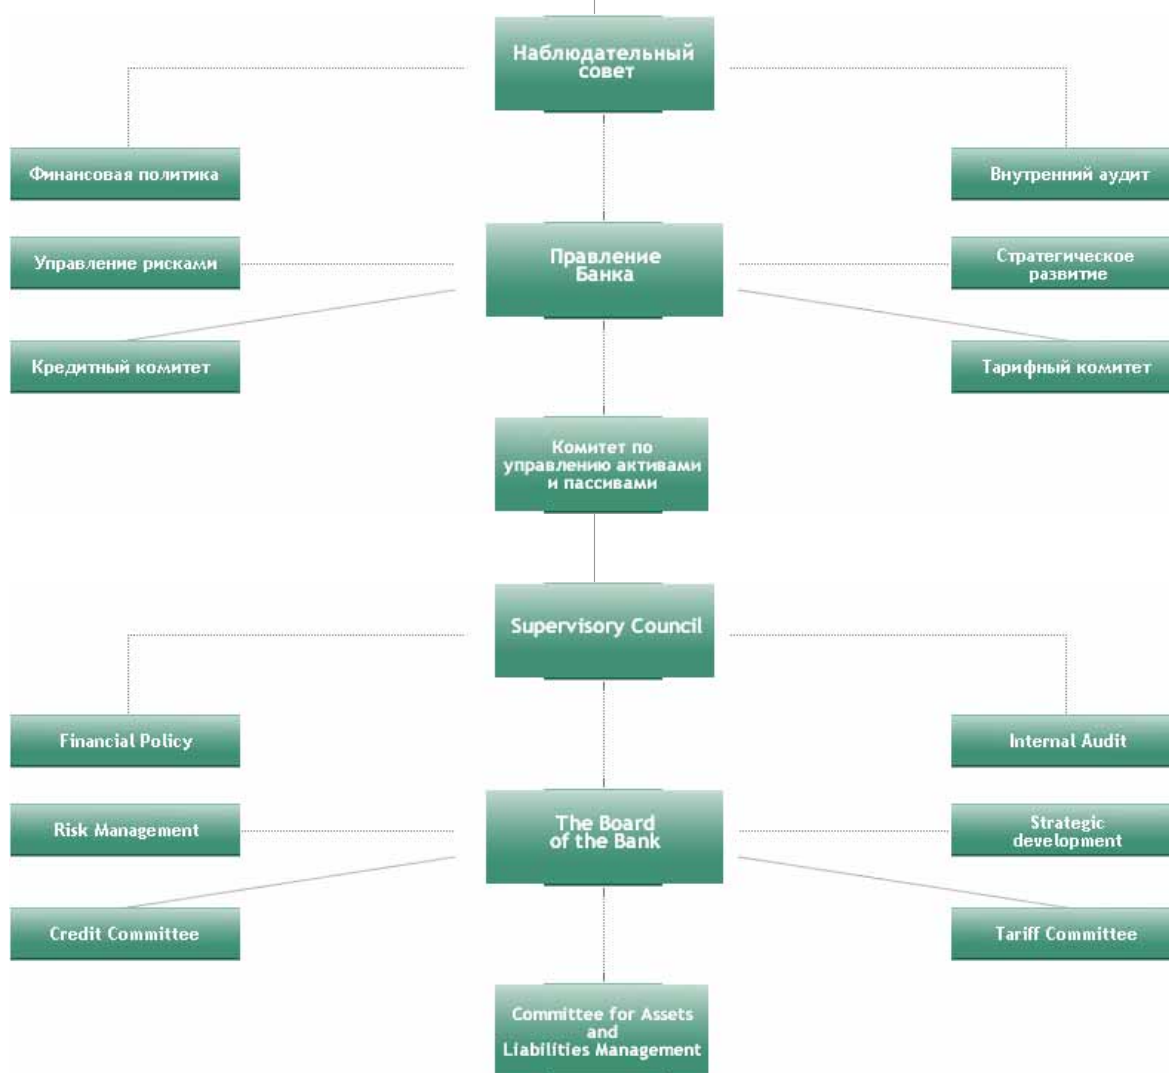 Наблюдательный
совет
Финансовая политика
Внутренний аудит
Управление рисками
Правление
Банка
Стратегическое
развитие
Кредитный комитет
Тарифный комитет
Комитет по
управлению активами
и пассивами
Supervisory Council
Financial Policy
Internal Audit
Risk Management
The Board
of the Bank
Strategic
development
Credit Committee
Tariff Committee
Committee for Assets
and
Liabilities Management